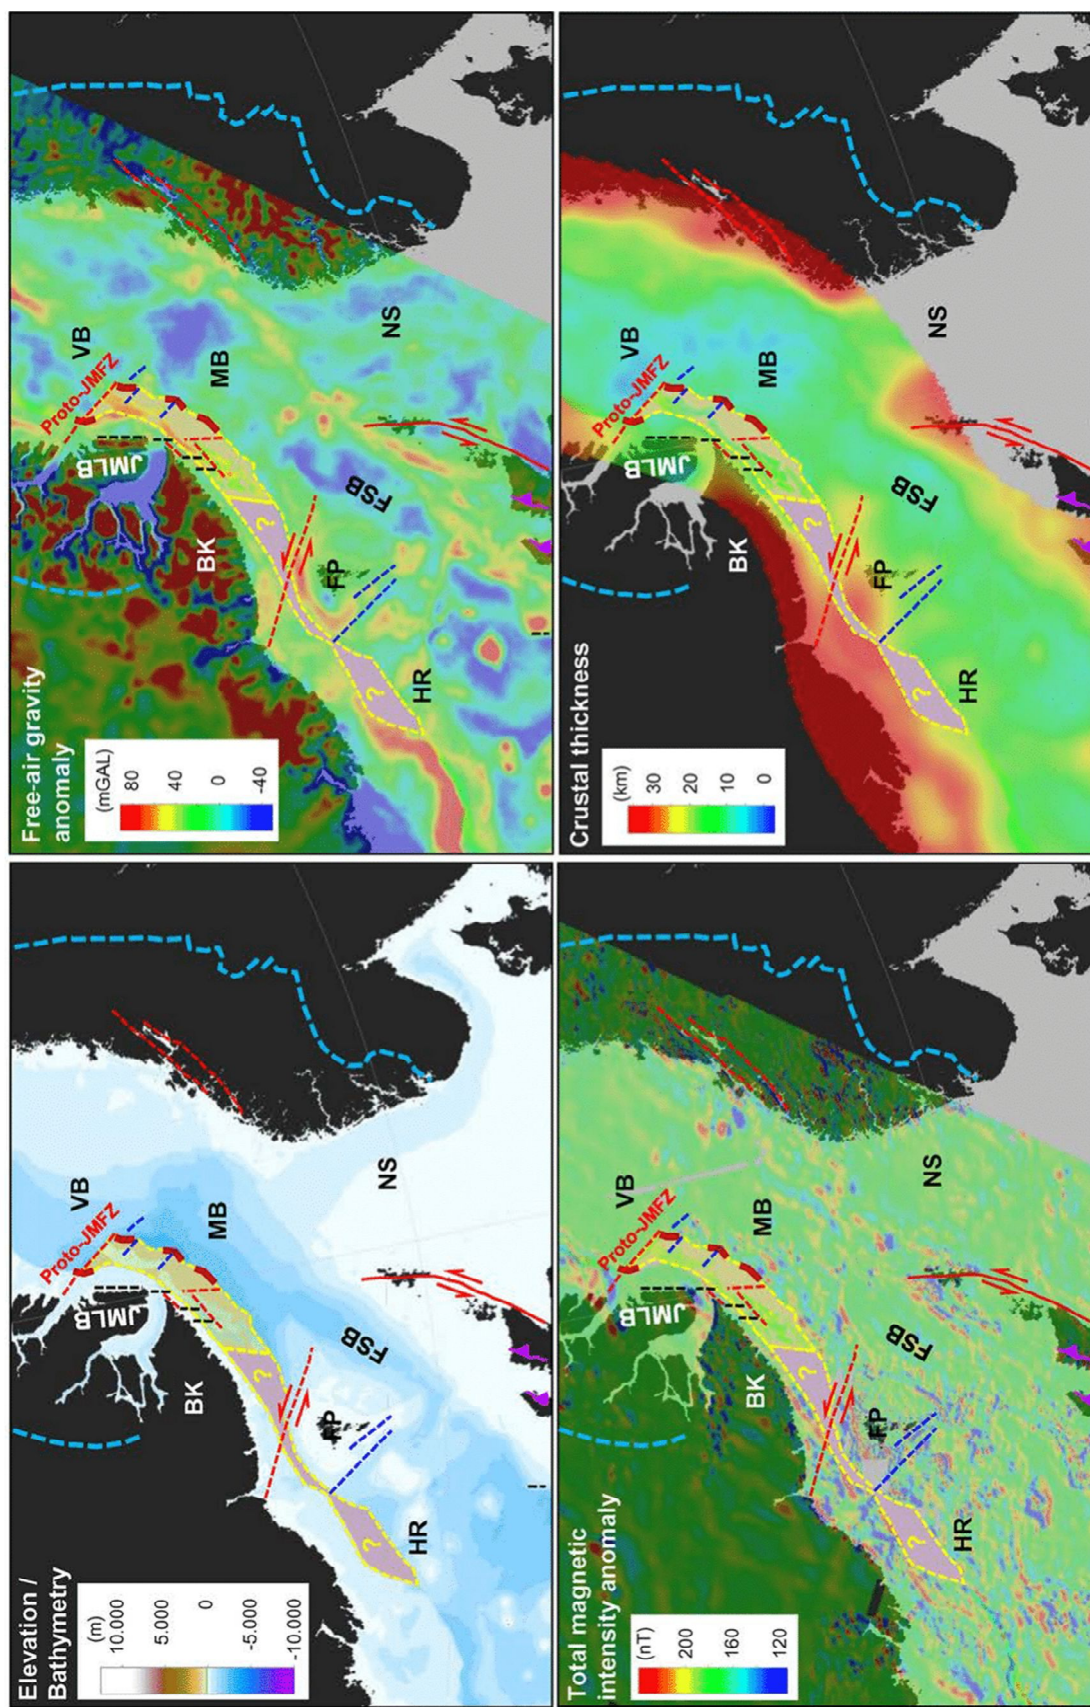 Elevation /
Bathymetry
(m)
10.000
5.000
0
-5.000
-10.000
VB
Proto-JMFZ
JMLB
MB
BK
NS
FSB
?
FP
?
HR
Free-air gravity
anomaly
(mGAL)
80
40
0
-40
VB
Proto-JMFZ
JMLB
MB
BK
NS
FSB
?
FP
?
HR
Total magnetic
intensity anomaly
(nT)
200
160
120
VB
Proto-JMFZ
JMLB
MB
BK
NS
FSB
?
FP
?
HR
Crustal thickness
(km)
30
20
10
0
VB
Proto-JMFZ
JMLB
MB
BK
NS
FSB
?
FP
?
HR